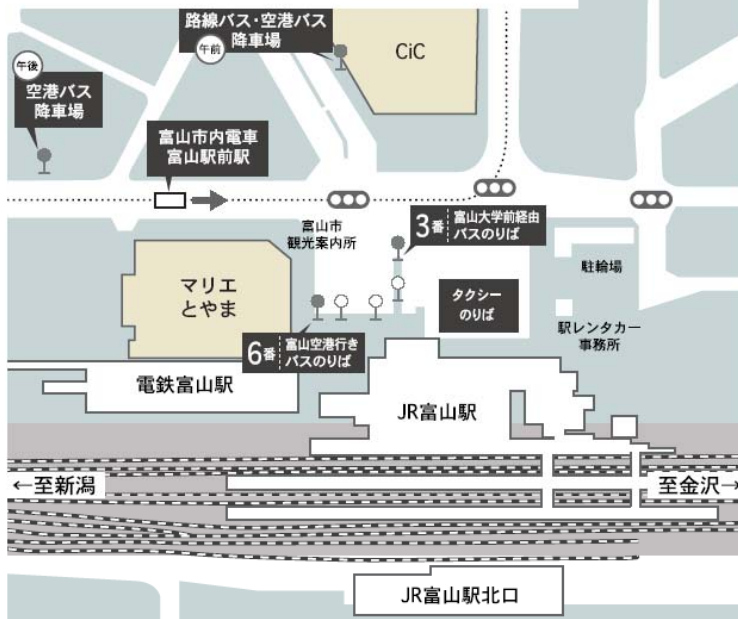 路線バス・空港バス
降車場
午前
CiC
午後
空港バス
降車場
富山市内電車
富山駅前駅
富山市
観光案内所
3番
富山大学前経由
バスのりば
マリエ
とやま
タクシー
のりば
駐輪場
駅レンタカー
事務所
6番
富山空港行き
バスのりば
電鉄富山駅
JR富山駅
←至新潟
至金沢→
JR富山駅北口